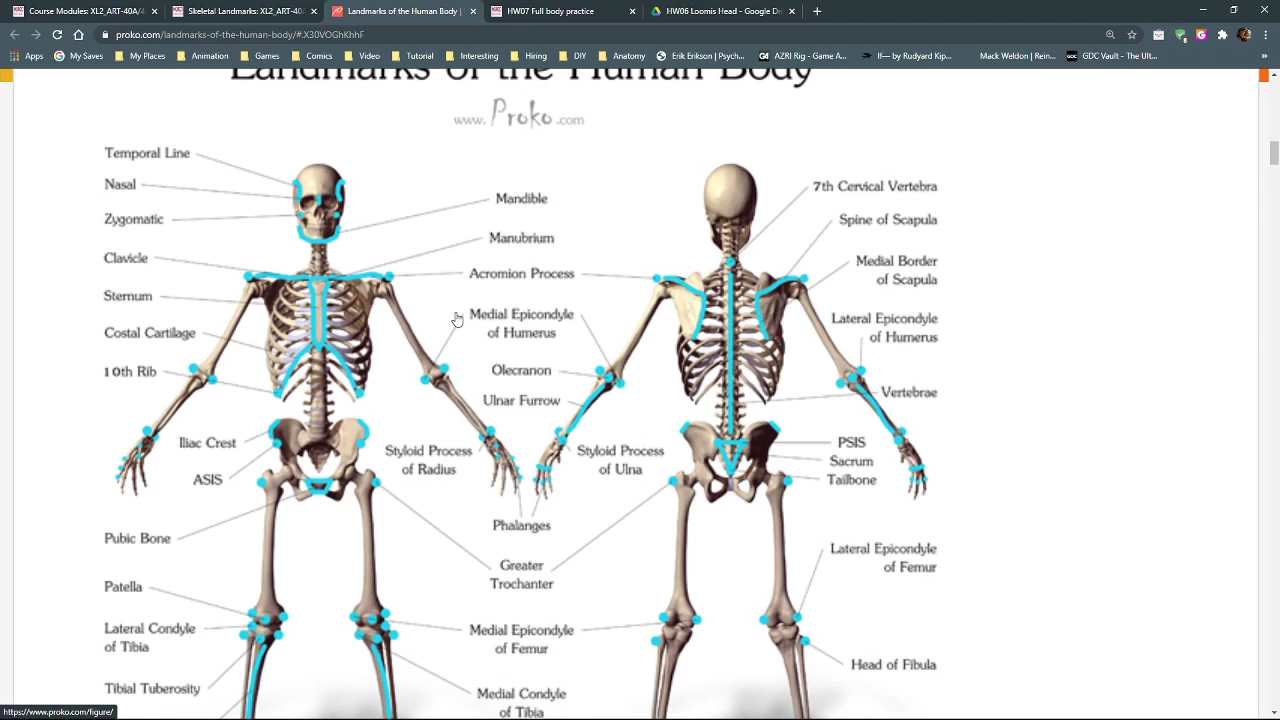 Course Modules: XL2_ART-40A/4
Skeletal Landmarks: XL2_ART-40
Landmarks of the Human Body |
HW07 Full body practice
HW06 Loomis Head - Google S
proko.com/landmarks-of-the-human-body/#.X30VOGhKhhF
Apps
My Saves
My Places
Animation
Games
Comics
Video
Tutorial
Interesting
Hiring
DIY
Anatomy
Erik Erikson | Psych...
AZRI Rig - Game A...
If— by Rudyard Kip...
Mack Weldon | Pen...
GDC 2021 - The Ulti...
Landmarks of the Human Body
www.Proko.com
Temporal Line
Nasal
Zygomatic
Clavicle
Sternum
Costal Cartilage
10th Rib
Iliac Crest
ASIS
Pubic Bone
Patella
Lateral Condyle
of Tibia
Tibial Tuberosity
Mandible
Manubrium
Acromion Process
Medial Epicondyle
of Humerus
Olecranon
Ulnar Furrow
Styloid Process
of Radius
Styloid Process
of Ulna
Phalanges
Greater
Trochanter
Medial Epicondyle
of Femur
Medial Condyle
of Tibia
7th Cervical Vertebra
Spine of Scapula
Medial Border
of Scapula
Lateral Epicondyle
of Humerus
Vertebrae
PSIS
Sacrum
Tailbone
Lateral Epicondyle
of Femur
Head of Fibula
https://www.proko.com/figure/